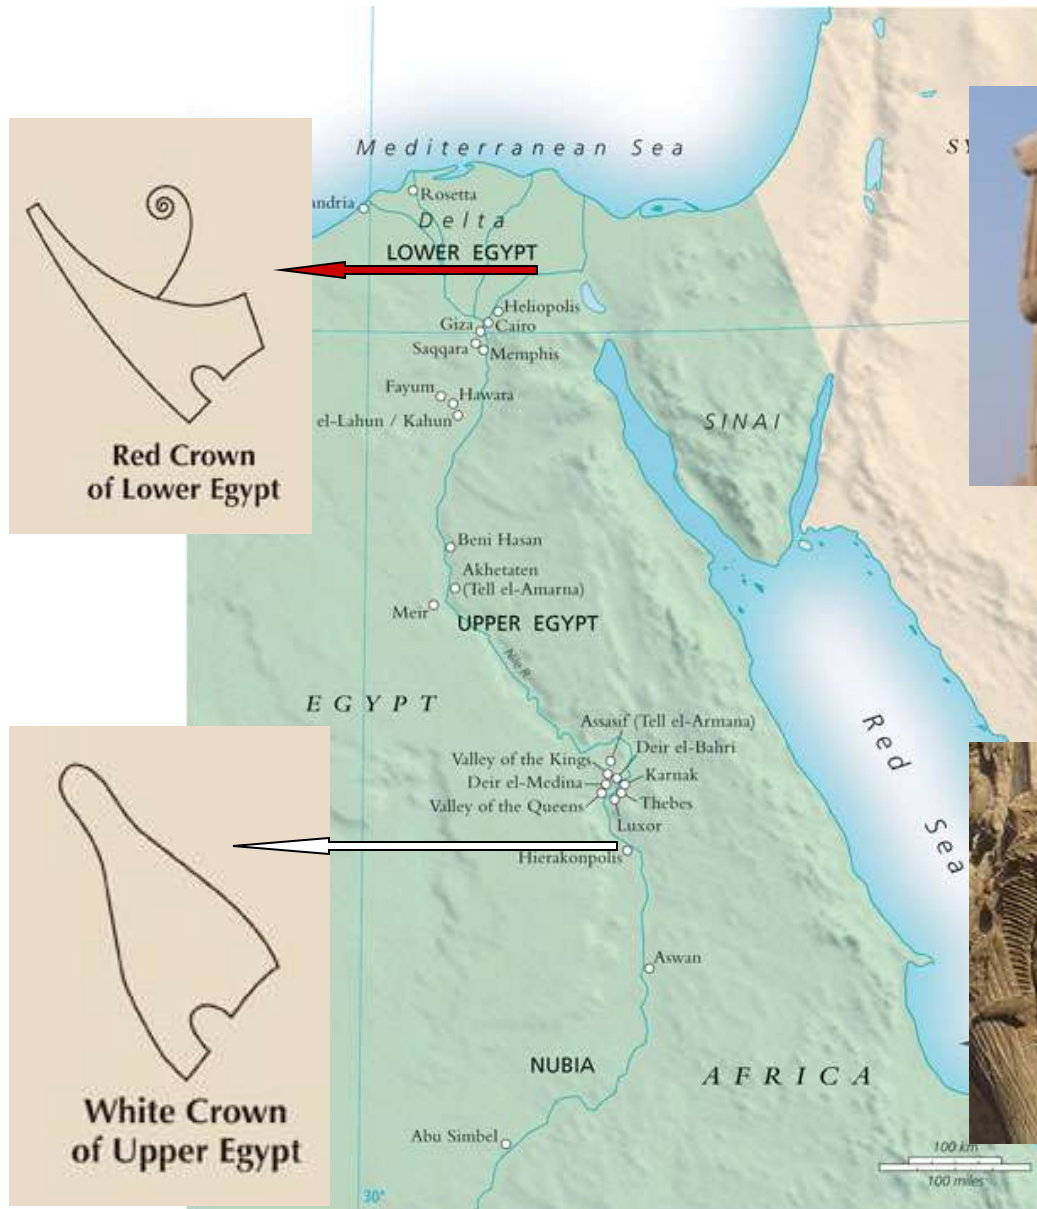 Mediterranean Sea
SY
andria
Rosetta
Delta
LOWER EGYPT
Heliopolis
Giza
Cairo
Saqqara
Memphis
Fayum
Hawara
el-Lahun / Kahun
SINAI
Red Crown
of Lower Egypt
Beni Hasan
Akhetaten
(Tell el-Amarna)
Meir
UPPER EGYPT
Nile R.
EGYPT
Assasif (Tell el-Armana)
Deir el-Bahri
Valley of the Kings
Karnak
Deir el-Medina
Valley of the Queens
Thebes
Luxor
Hierakonpolis
Red Sea
Aswan
NUBIA
AFRICA
White Crown
of Upper Egypt
Abu Simbel
100 km
100 miles
30°